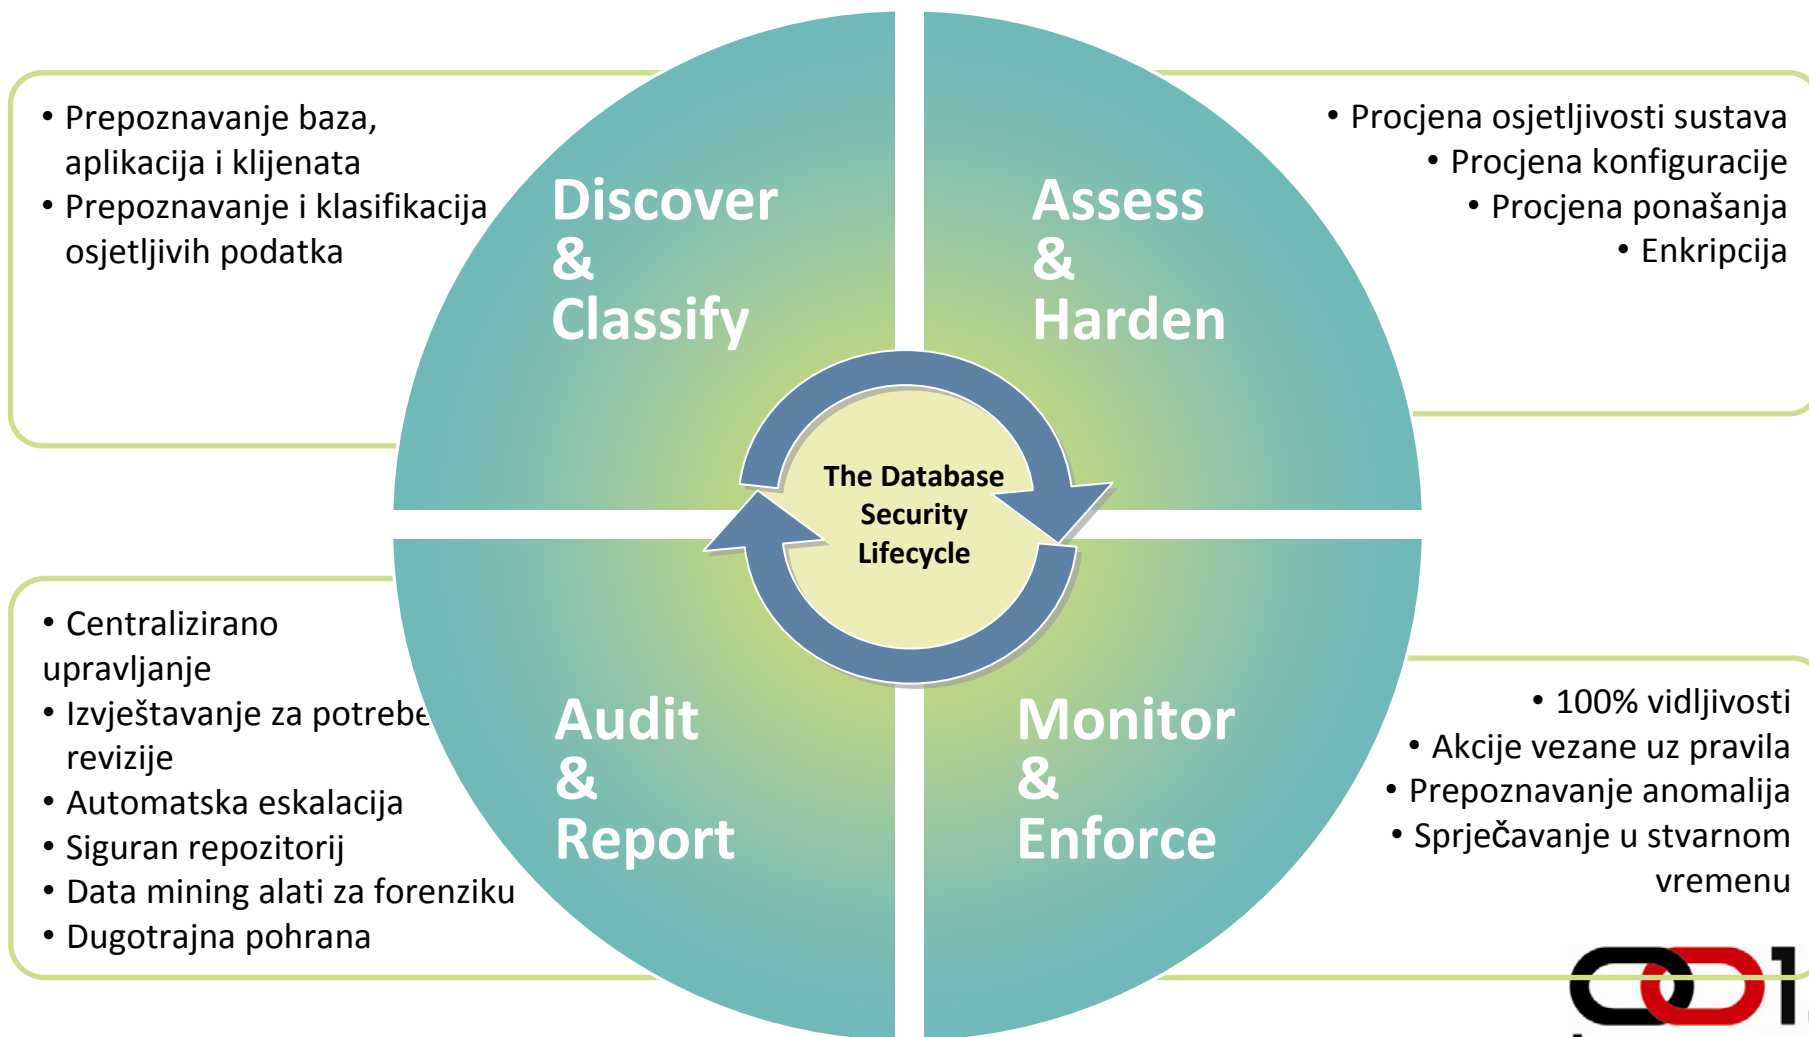 • Prepoznavanje baza,
aplikacija i klijenata
• Prepoznavanje i klasifikacija
osjetljivih podatka
Discover
&
Classify
• Procjena osjetljivosti sustava
• Procjena konfiguracije
• Procjena ponašanja
• Enkripcija
Assess
&
Harden
The Database
Security
Lifecycle
• Centralizirano
upravljanje
• Izvještavanje za potrebe
revizije
• Automatska eskalacija
• Siguran repozitorij
• Data mining alati za forenziku
• Dugotrajna pohrana
Audit
&
Report
• 100% vidljivosti
• Akcije vezane uz pravila
• Prepoznavanje anomalija
• Sprječavanje u stvarnom
vremenu
Monitor
&
Enforce